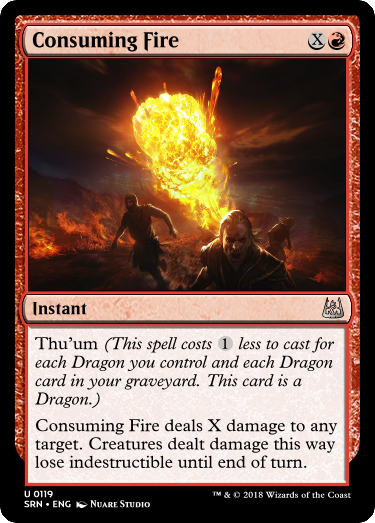 Consuming Fire X R
Instant
Thu'um (This spell costs 1 less to cast for
each Dragon you control and each Dragon
card in your graveyard. This card is a
Dragon.)
Consuming Fire deals X damage to any
target. Creatures dealt damage this way
lose indestructible until end of turn.
U 0119
SRN • ENG Nuare Studio ™ & © 2018 Wizards of the Coast